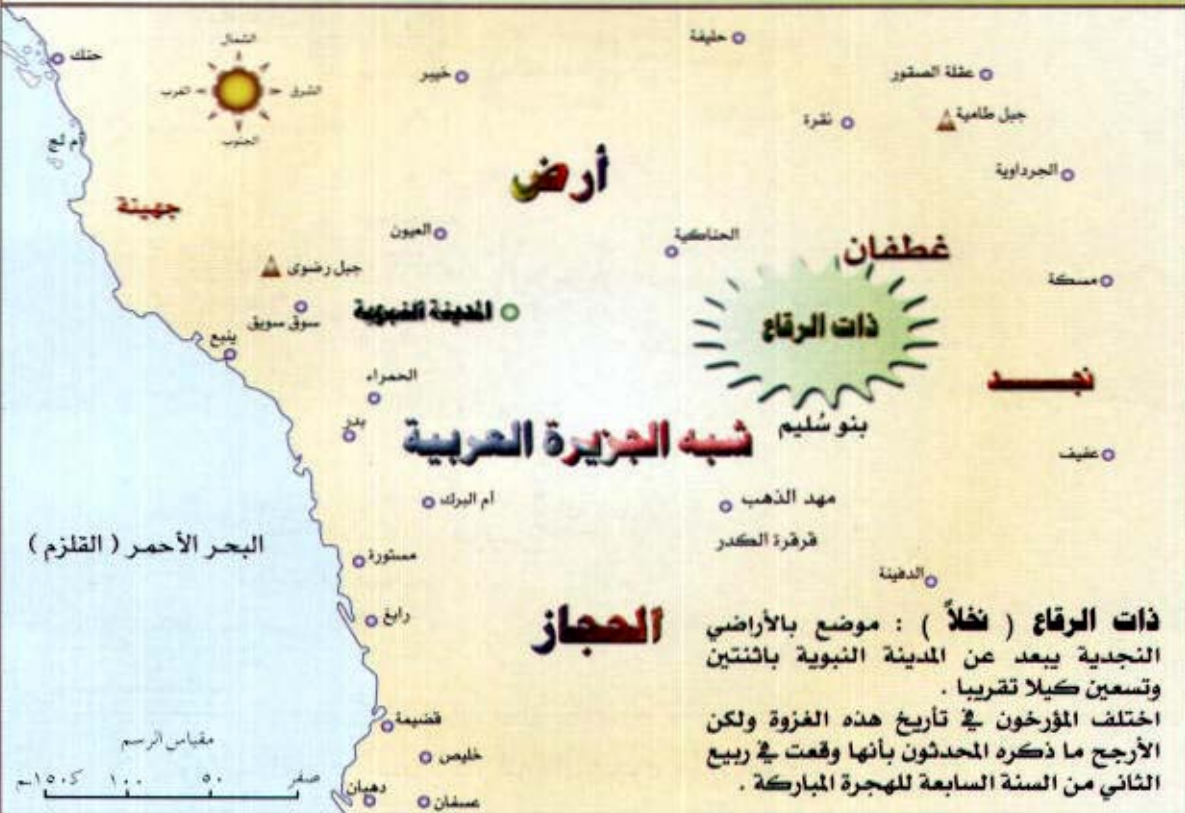 حليفة
حتك
الشمال
الشرق
الغرب
الجنوب
خيبر
عقلة الصقور
جبل طامية
نقرة
أم لج
الجرداوية
أرض
جهينة
العيون
الحناكية
غطفان
جبل رضوى
مسكة
سوق سويق
المدينة النبوية
ذات الرقاع
ينبع
الحمراء
نجد
بدر
شبه الجزيرة العربية
بنو سُليم
عفيف
أم البرك
مهد الذهب
قرقرة الكدر
البحر الأحمر ( القلزم )
مستورة
الدفينة
رابغ
الحجاز
ذات الرقاع ( نخلاً ) : موضع بالأراضي
النجدية يبعد عن المدينة النبوية باثنتين
وتسعين كيلا تقريبا .
اختلف المؤرخون في تأريخ هذه الغزوة ولكن
الأرجح ما ذكره المحدثون بأنها وقعت في ربيع
الثاني من السنة السابعة للهجرة المباركة .
قضيمة
خليص
دهبان
عسفان
مقياس الرسم
صفر ٥٠ ١٠٠ ١٥٠كم